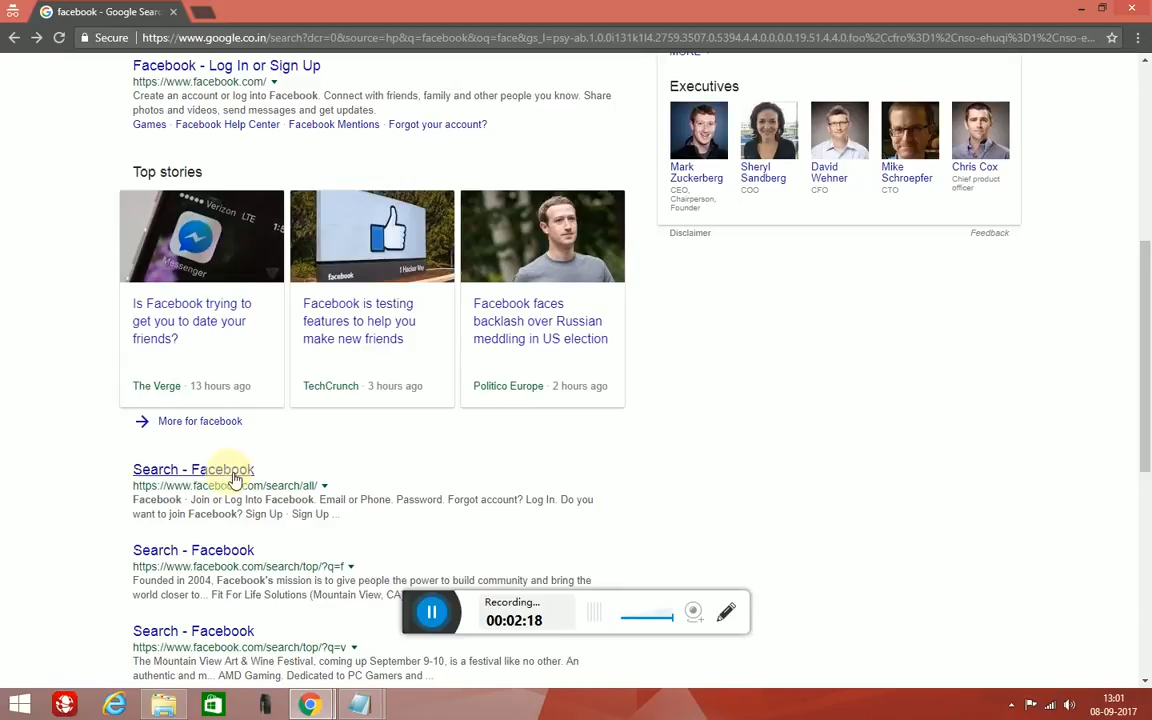 facebook - Google Sear
Secure
https://www.google.co.in/search?dcr=0&source=hp&q=facebook&oq=face&gs_l=psy-ab.1.0.0i131k1l4.2759.3507.0.5394.4.4.0.0.0.0.19.51.4.4.0.foo%2Ccfro%3D1%2Cnso-ehuqi%3D1%2Cnso-e...
Facebook - Log In or Sign Up
https://www.facebook.com/
Create an account or log into Facebook. Connect with friends, family and other people you know. Share
photos and videos, send messages and get updates.
Games · Facebook Help Center · Facebook Mentions · Forgot your account?
MORE
Executives
Mark Zuckerberg
CEO, Chairperson, Founder
Sheryl Sandberg
COO
David Wehner
CFO
Mike Schroepfer
CTO
Chris Cox
Chief product officer
Disclaimer
Feedback
Top stories
Verizon LTE
Messenger
facebook
1 Hacker Way
Is Facebook trying to
get you to date your
friends?
The Verge · 13 hours ago
Facebook is testing
features to help you
make new friends
TechCrunch · 3 hours ago
Facebook faces
backlash over Russian
meddling in US election
Politico Europe · 2 hours ago
More for facebook
Search - Facebook
https://www.facebook.com/search/all/
Facebook · Join or Log Into Facebook. Email or Phone. Password. Forgot account? Log In. Do you
want to join Facebook? Sign Up · Sign Up ...
Search - Facebook
https://www.facebook.com/search/top/?q=f
Founded in 2004, Facebook's mission is to give people the power to build community and bring the
world closer to... Fit For Life Solutions (Mountain View, CA
Search - Facebook
https://www.facebook.com/search/top/?q=v
The Mountain View Art & Wine Festival, coming up September 9-10, is a festival like no other. An
authentic and m... AMD Gaming. Dedicated to PC Gamers and ...
Recording...
00:02:18
13:01
08-09-2017